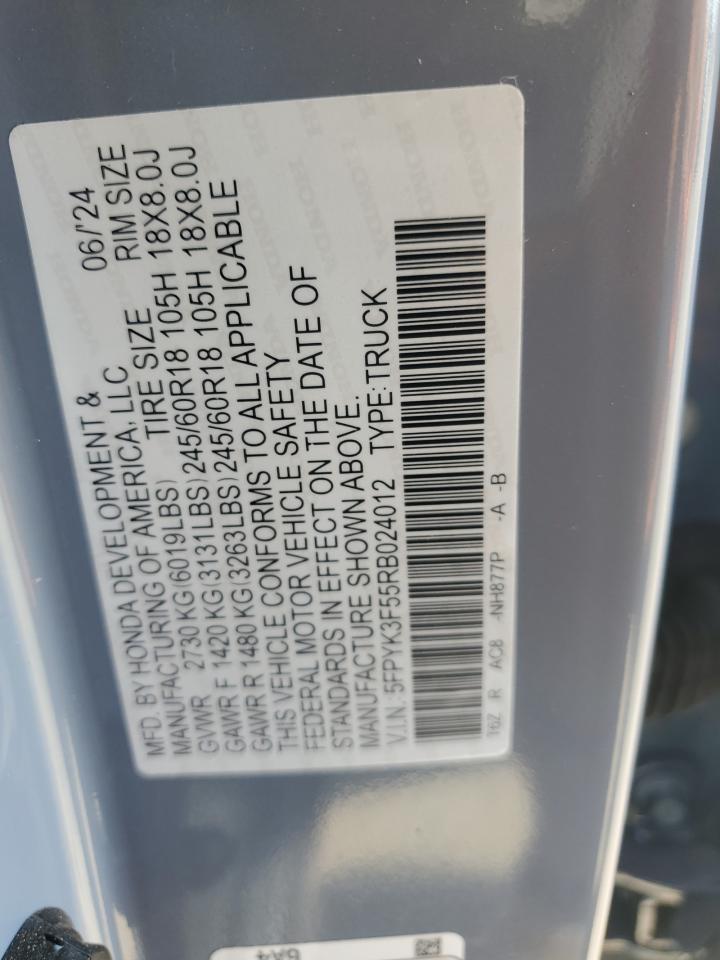 MFD. BY HONDA DEVELOPMENT & 06/'24
MANUFACTURING OF AMERICA, LLC
GVWR 2730 KG(6019LBS) TIRE SIZE RIM SIZE
GAWR F 1420 KG(3131LBS) 245/60R18 105H 18X8.0J
GAWR R 1480 KG(3263LBS) 245/60R18 105H 18X8.0J
THIS VEHICLE CONFORMS TO ALL APPLICABLE
FEDERAL MOTOR VEHICLE SAFETY
STANDARDS IN EFFECT ON THE DATE OF
MANUFACTURE SHOWN ABOVE.
V.I.N.: 5FPYK3F55RB024012 TYPE:TRUCK
T6Z R AC8 -NH877P -A -B